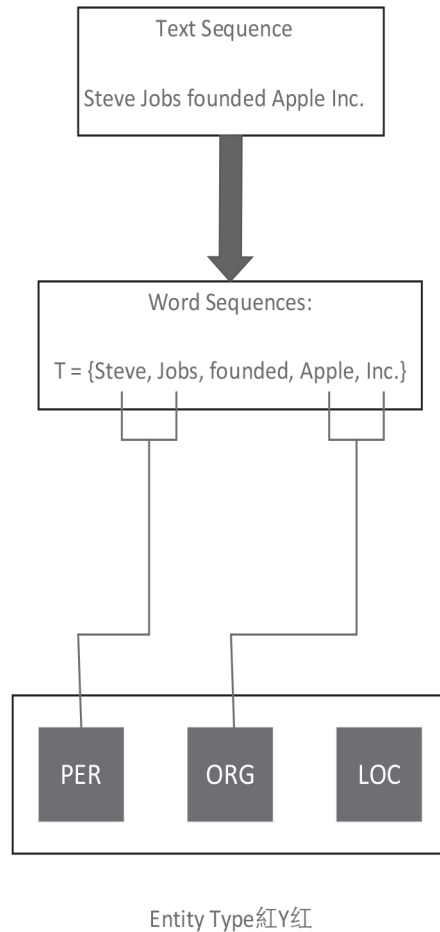 Text Sequence
Steve Jobs founded Apple Inc.
Word Sequences:
T = {Steve, Jobs, founded, Apple, Inc.}
PER ORG LOC
Entity Type紅Y红